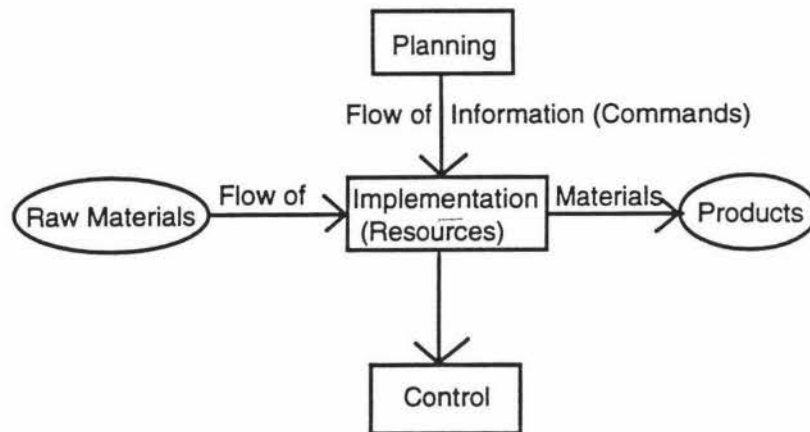 Planning
Flow of Information (Commands)
Raw Materials
Flow of
Implementation
(Resources)
Materials
Products
Control